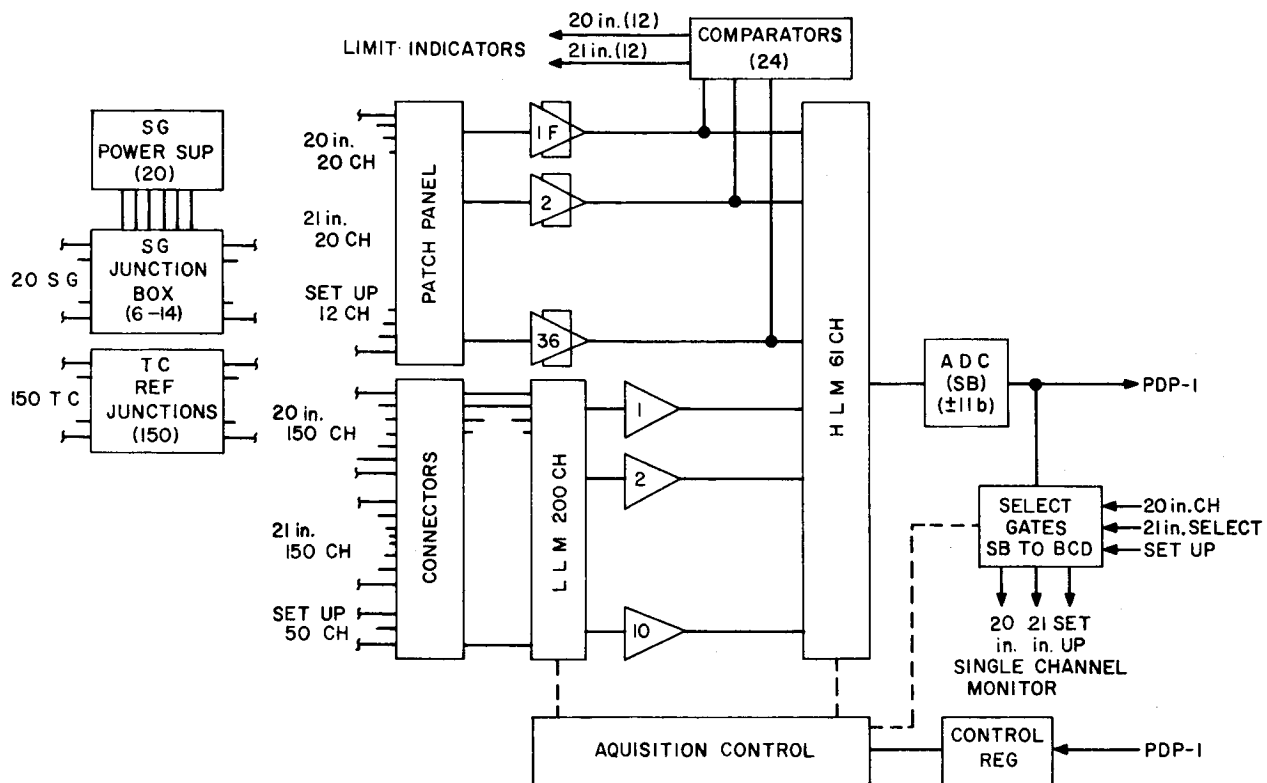 20 in.(12)
21 in.(12)
LIMIT INDICATORS
COMPARATORS
(24)
SG
POWER SUP
(20)
SG
JUNCTION
BOX
(6-14)
20 SG
TC
REF
JUNCTIONS
(150)
150 TC
20 in.
20 CH
21 in.
20 CH
SET UP
12 CH
PATCH PANEL
1F
2
36
20 in.
150 CH
21 in.
150 CH
SET UP
50 CH
CONNECTORS
LLM 200 CH
1
2
10
HLM 61 CH
ADC
(SB)
(±11b)
PDP-1
SELECT
GATES
SB TO BCD
20 in. CH
21 in. SELECT
SET UP
20 21 SET
in. in. UP
SINGLE CHANNEL
MONITOR
AQUISITION CONTROL
CONTROL
REG
PDP-1